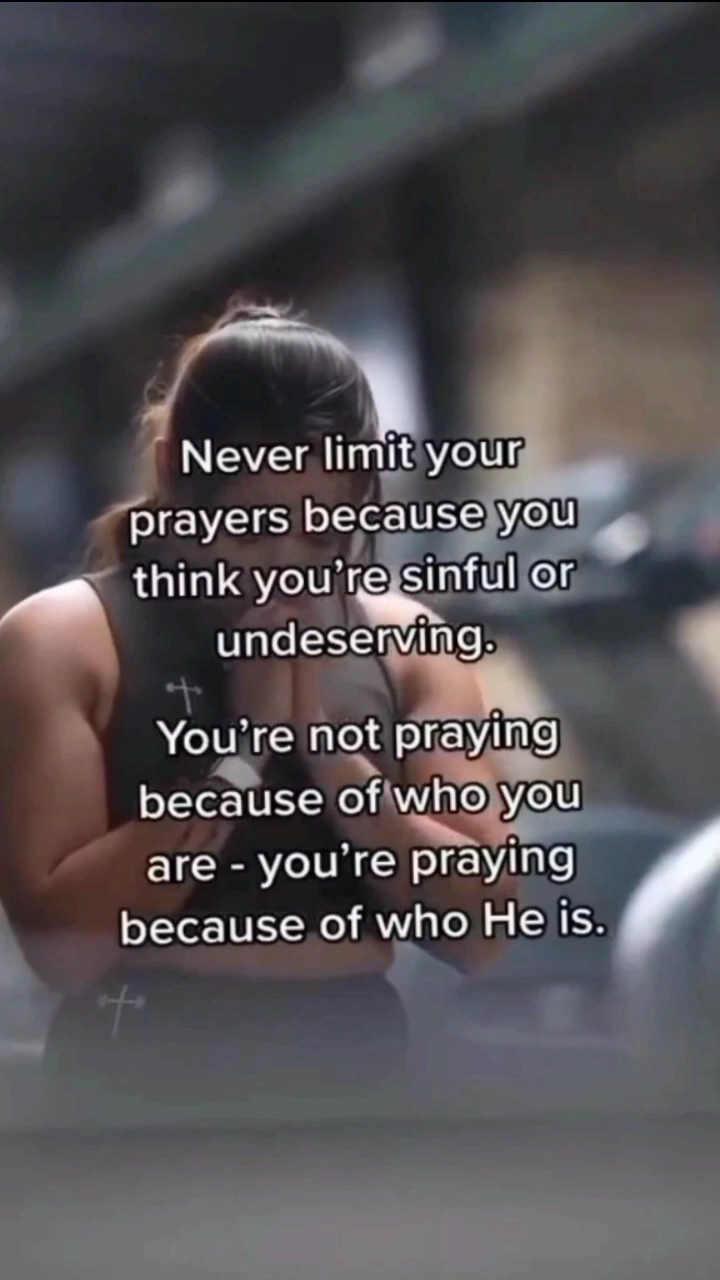 Never limit your
prayers because you
think you're sinful or
undeserving.
You're not praying
because of who you
are - you're praying
because of who He is.